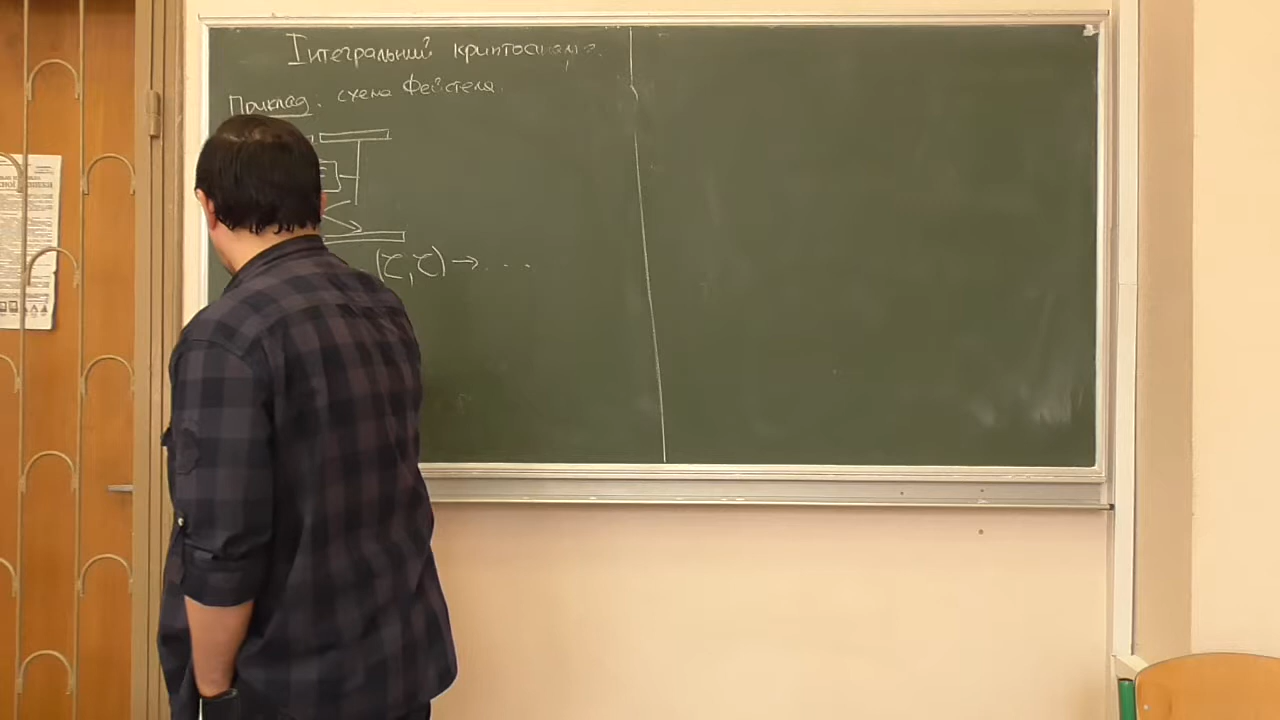 Інтегральний криптоаналіз.
Приклад: схема Фейстеля.
F
(C, C) → ...